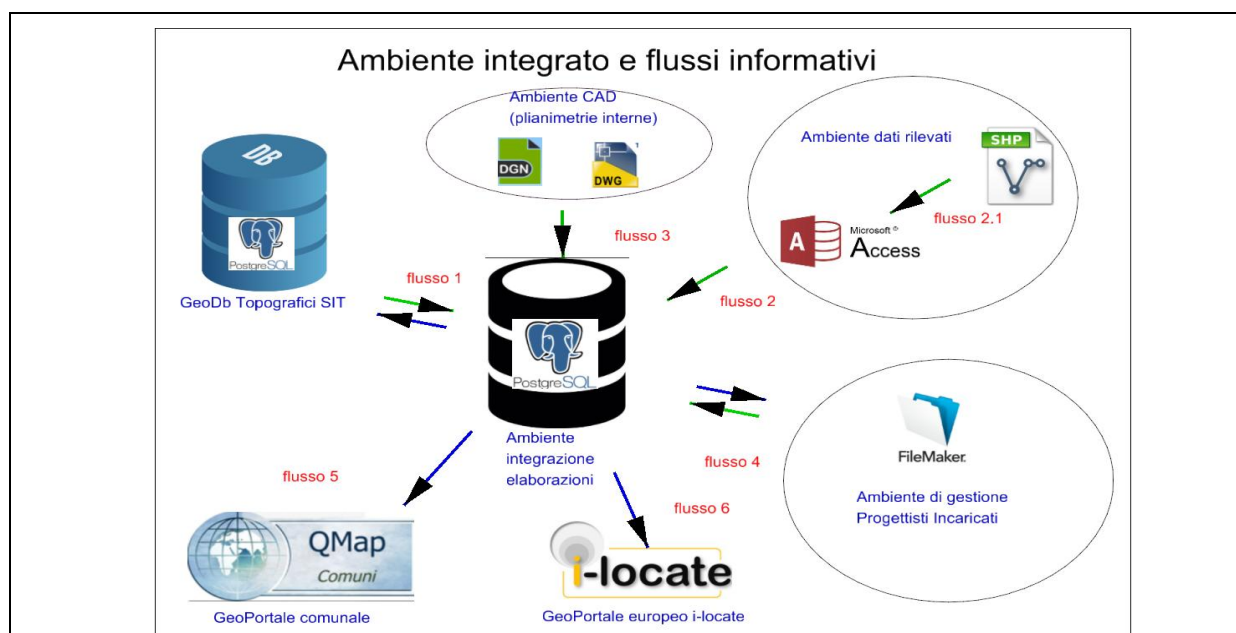 Ambiente integrato e flussi informativi
Ambiente CAD
(plianimetrie interne)
DGN
DWG
Ambiente dati rilevati
SHP
flusso 2.1
A
Microsoft ®
Access
DB
PostgreSQL
GeoDb Topografici SIT
flusso 1
flusso 3
flusso 2
PostgreSQL
Ambiente
integrazione
elaborazioni
flusso 4
FileMaker
Ambiente di gestione
Progettisti Incaricati
flusso 5
flusso 6
QMap
Comuni
GeoPortale comunale
i-locate
GeoPortale europeo i-locate